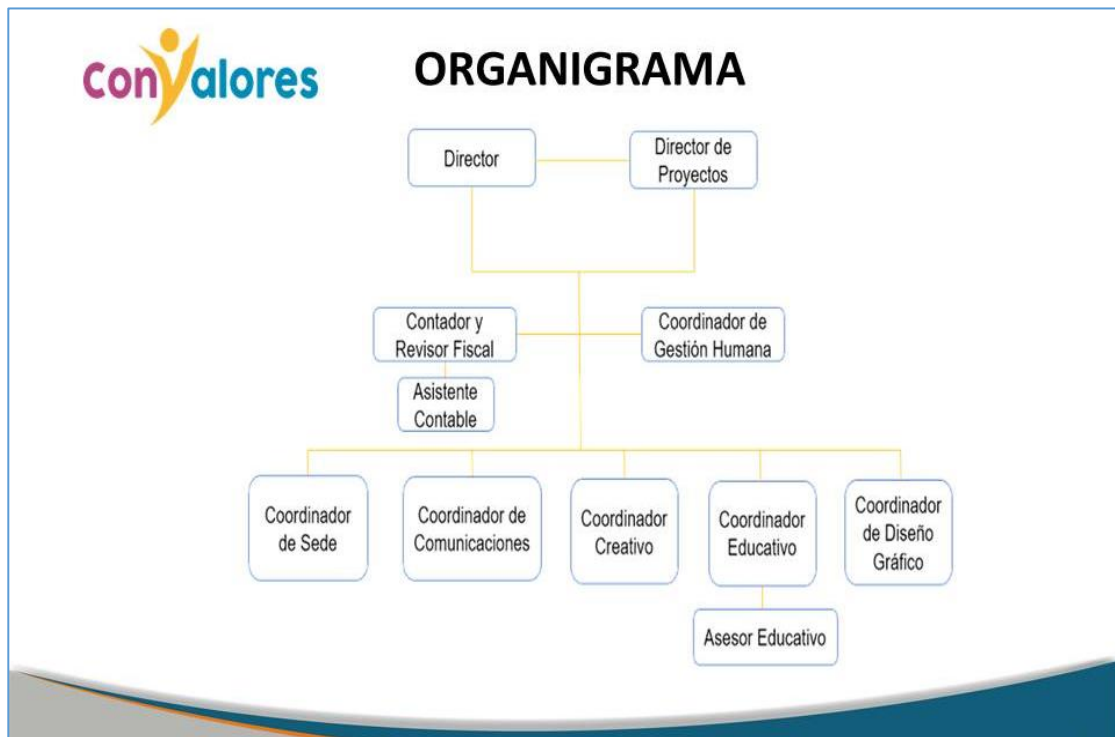 conValores
ORGANIGRAMA
Director
Director de
Proyectos
Contador y
Revisor Fiscal
Coordinador de
Gestión Humana
Asistente
Contable
Coordinador
de Sede
Coordinador de
Comunicaciones
Coordinador
Creativo
Coordinador
Educativo
Coordinador
de Diseño
Gráfico
Asesor Educativo